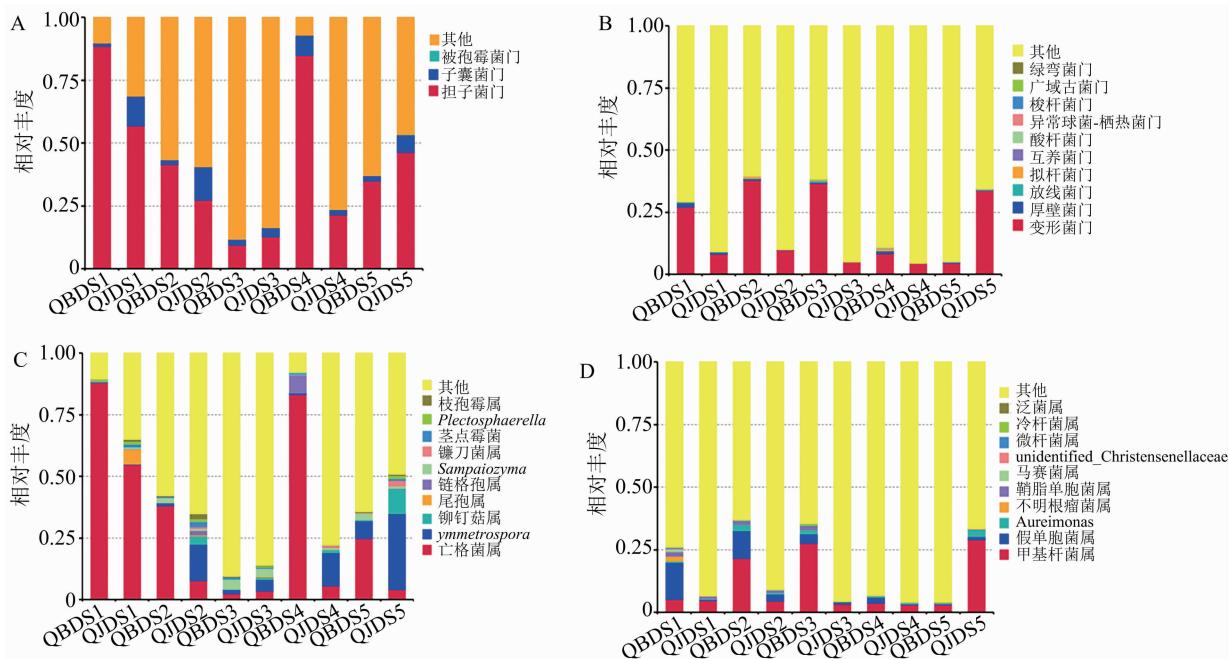 A
1.00
0.75
0.50
0.25
0
相对丰度
QBDS1
QJDS1
QBDS2
QJDS2
QBDS3
QJDS3
QBDS4
QJDS4
QBDS5
QJDS5
其他
被孢霉菌门
子囊菌门
担子菌门
B
1.00
0.75
0.50
0.25
0
相对丰度
QBDS1
QJDS1
QBDS2
QJDS2
QBDS3
QJDS3
QBDS4
QJDS4
QBDS5
QJDS5
其他
绿弯菌门
广域古菌门
梭杆菌门
异常球菌-栖热菌门
酸杆菌门
互养菌门
拟杆菌门
放线菌门
厚壁菌门
变形菌门
C
1.00
0.75
0.50
0.25
0
相对丰度
QBDS1
QJDS1
QBDS2
QJDS2
QBDS3
QJDS3
QBDS4
QJDS4
QBDS5
QJDS5
其他
枝孢霉属
Plectosphaerella
茎点霉菌
镰刀菌属
Sampaiozyma
链格孢属
尾孢属
铆钉菇属
ymmetrospora
亡格菌属
D
1.00
0.75
0.50
0.25
0
相对丰度
QBDS1
QJDS1
QBDS2
QJDS2
QBDS3
QJDS3
QBDS4
QJDS4
QBDS5
QJDS5
其他
泛菌属
冷杆菌属
微杆菌属
unidentified_Christensenellaceae
马赛菌属
鞘脂单胞菌属
不明根瘤菌属
Aureimonas
假单胞菌属
甲基杆菌属